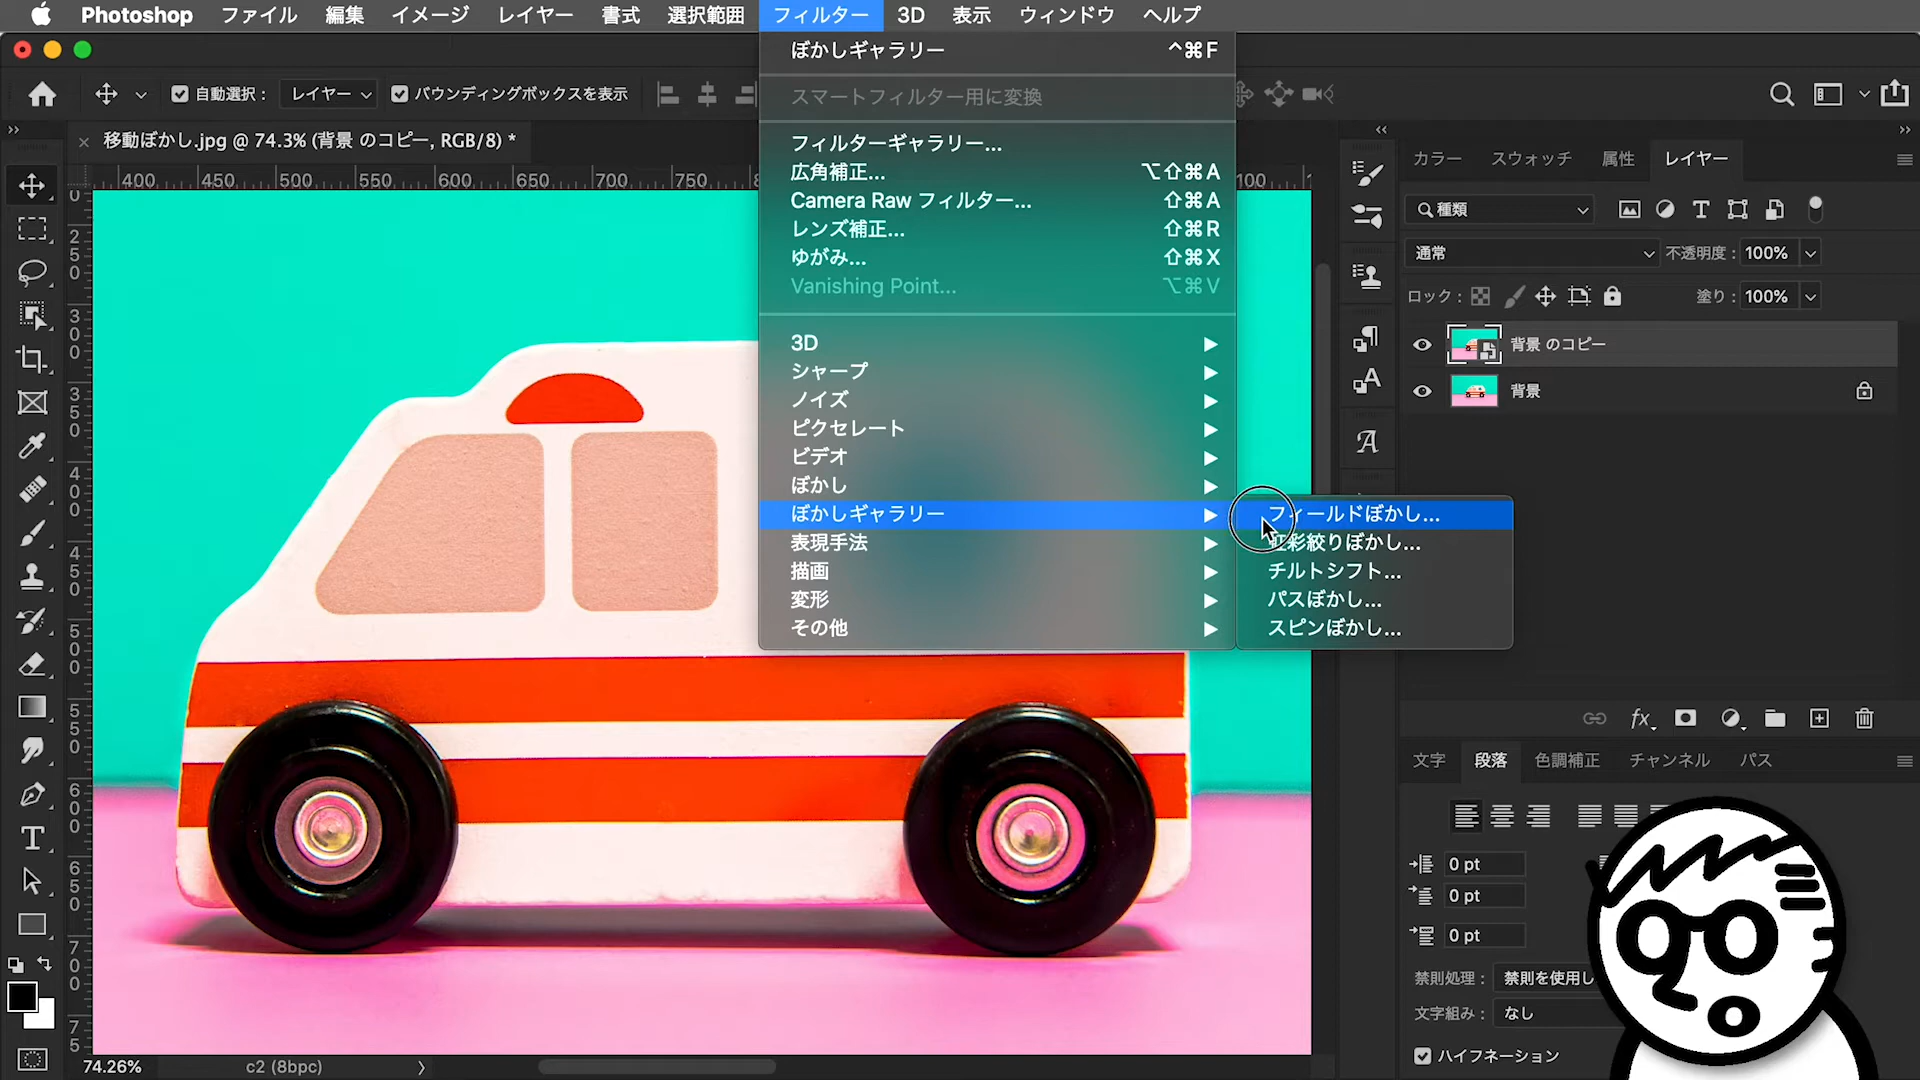 Photoshop ファイル 編集 イメージ レイヤー 書式 選択範囲 フィルター 3D 表示 ウィンドウ ヘルプ
ぼかしギャラリー ^⌘F
自動選択： レイヤー バウンディングボックスを表示
スマートフィルター用に変換
移動ぼかし.jpg @ 74.3% (背景 のコピー, RGB/8) *
フィルターギャラリー...
広角補正... ⌥⇧⌘A
Camera Raw フィルター... ⇧⌘A
レンズ補正... ⇧⌘R
ゆがみ... ⇧⌘X
Vanishing Point... ⌥⌘V
3D
シャープ
ノイズ
ピクセレート
ビデオ
ぼかし
ぼかしギャラリー
表現手法
描画
変形
その他
フィールドぼかし...
虹彩絞りぼかし...
チルトシフト...
パスぼかし...
スピンぼかし...
400 450 500 550 600 650 700 750
250
300
350
400
450
500
550
600
650
700
カラー スウォッチ 属性 レイヤー
種類
通常 不透明度： 100%
ロック： 塗り： 100%
背景 のコピー
背景
fx
文字 段落 色調補正 チャンネル パス
0 pt
0 pt
0 pt
禁則処理： 禁則を使用し
文字組み： なし
ハイフネーション
74.26% c2 (8bpc)